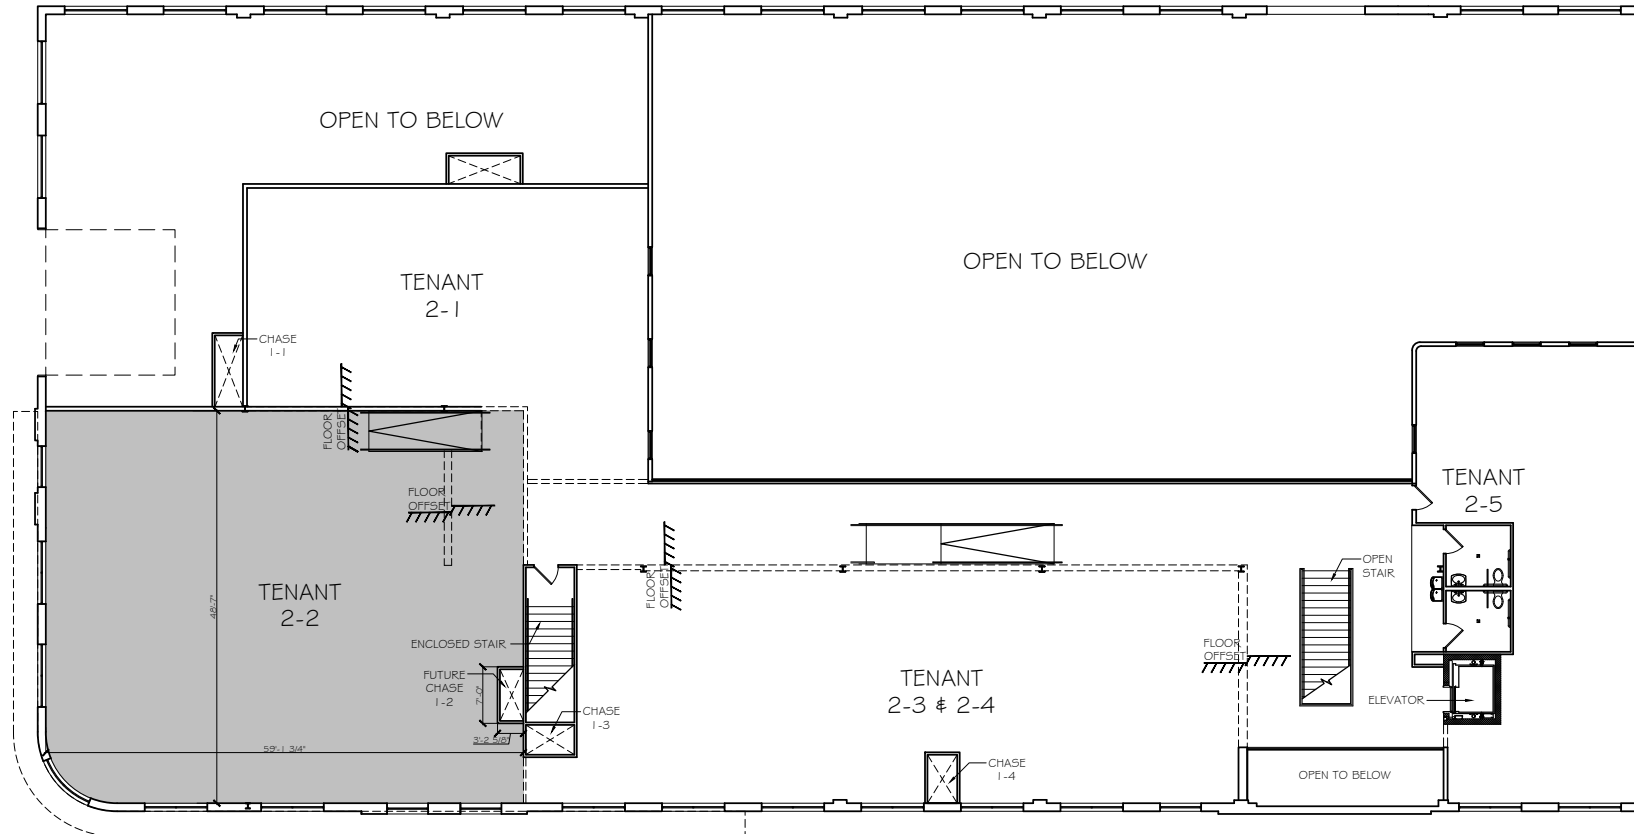 OPEN TO BELOW
OPEN TO BELOW
TENANT
2-1
CHASE
1-1
FLOOR
OFFSET
FLOOR
OFFSET
TENANT
2-5
FLOOR
OFFSET
OPEN
STAIR
48'-7"
TENANT
2-2
ENCLOSED STAIR
FUTURE
CHASE
1-2
7'-0"
3'-2 5/8"
59'-1 3/4"
CHASE
1-3
TENANT
2-3 & 2-4
FLOOR
OFFSET
ELEVATOR
CHASE
1-4
OPEN TO BELOW